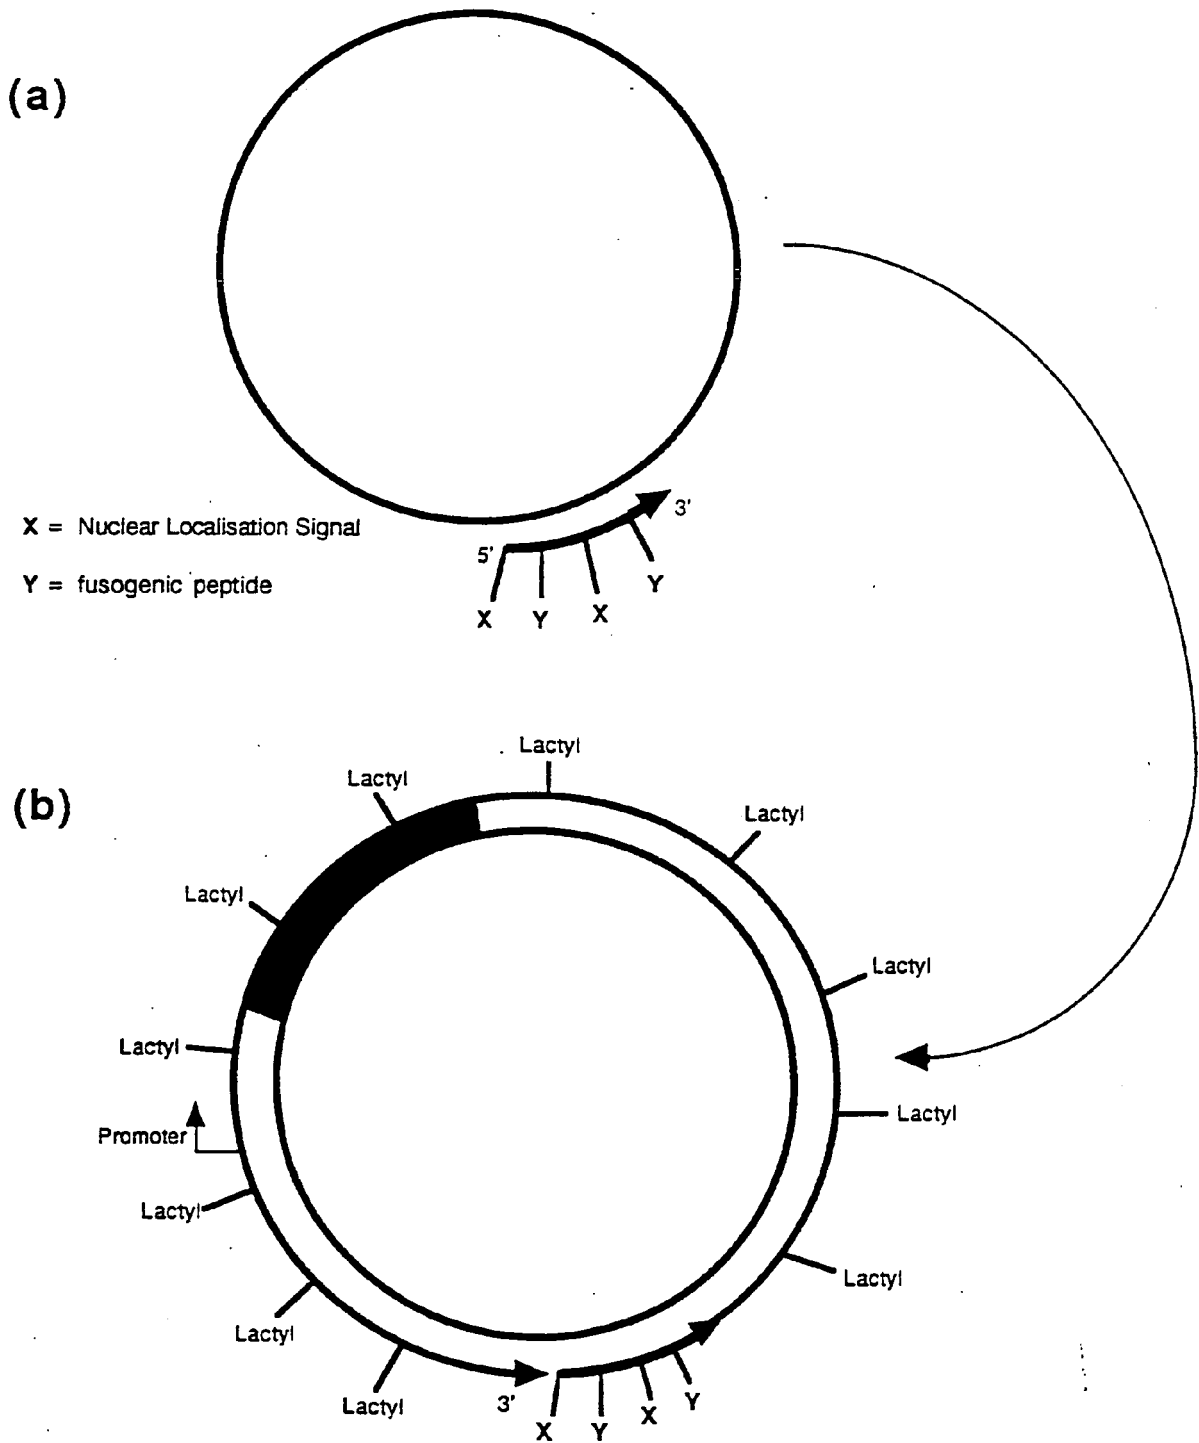 (a)
3'
X = Nuclear Localisation Signal
5'
Y = fusogenic peptide
Y
X
X
Y
Lactyl
Lactyl
(b)
Lactyl
Lactyl
Lactyl
Lactyl
Lactyl
Promoter
Lactyl
Lactyl
Lactyl
3'
Lactyl
Y
X
Y
X